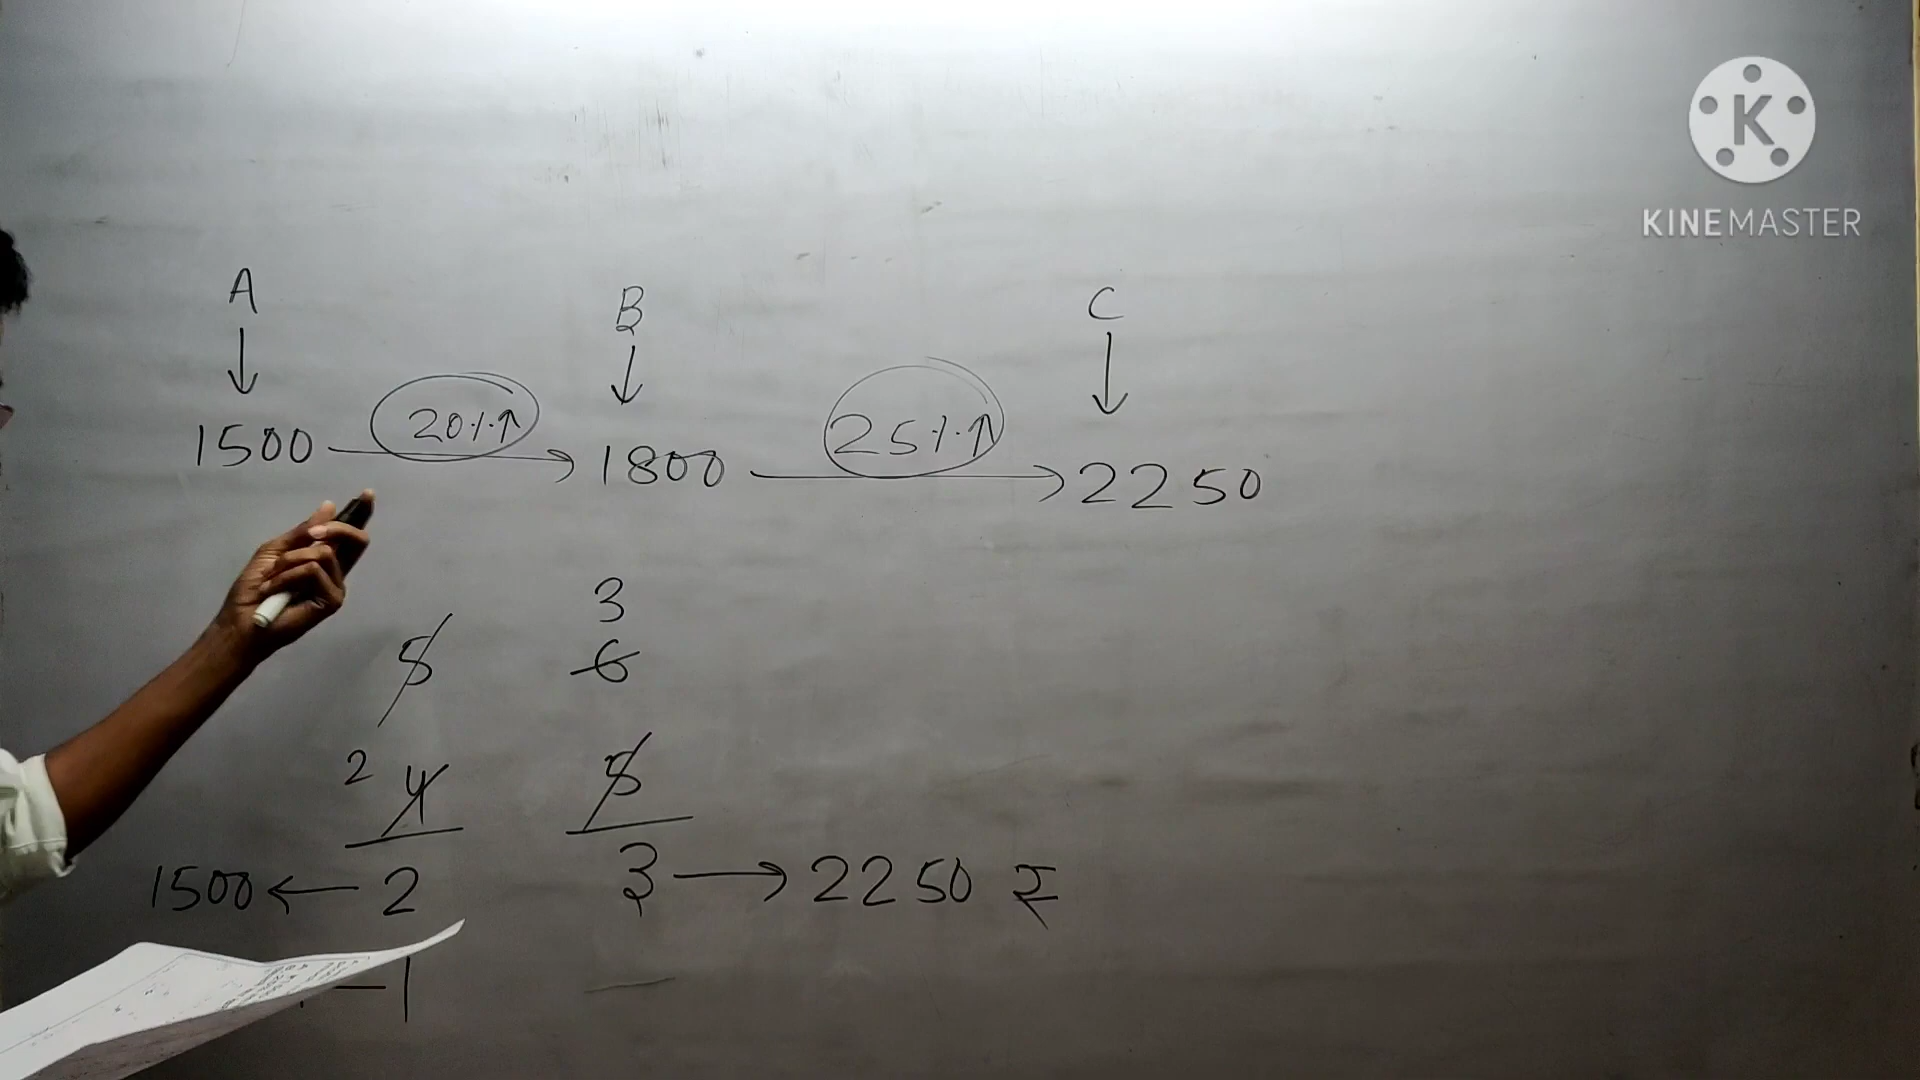 K
KINEMASTER
A B C
↓ ↓ ↓
1500 → 20%↑ 1800 → 25%↑ 2250
3
5 6
2 4 5
1500 ← 2 3 → 2250 ₹
1